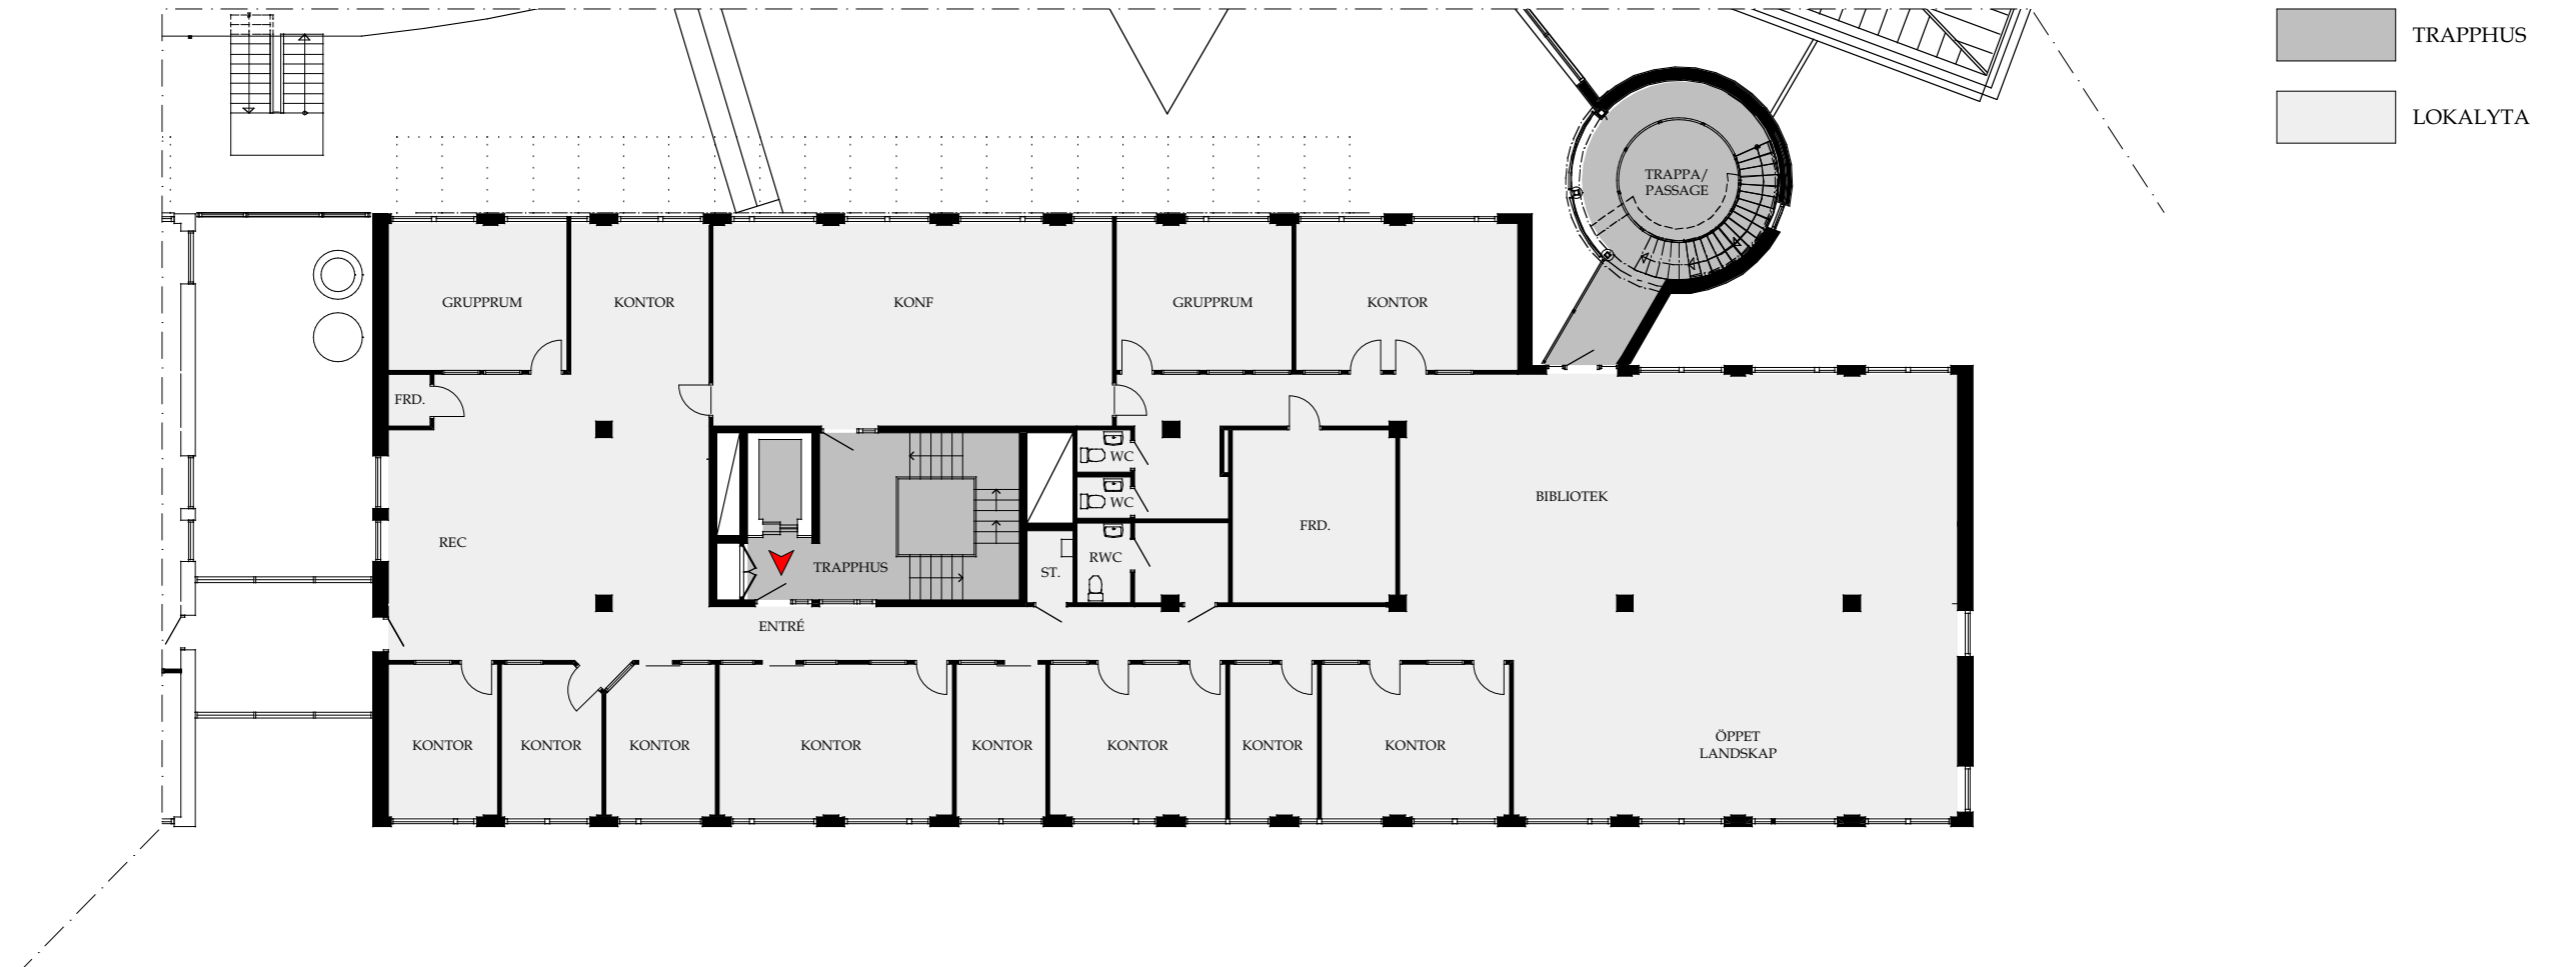 TRAPPHUS
LOKALYTA
TRAPPA/
PASSAGE
GRUPPRUM
KONTOR
KONF
GRUPPRUM
KONTOR
FRD.
WC
WC
BIBLIOTEK
FRD.
REC
RWC
TRAPPHUS
ST.
ENTRÉ
KONTOR
KONTOR
KONTOR
KONTOR
KONTOR
KONTOR
KONTOR
KONTOR
ÖPPET
LANDSKAP